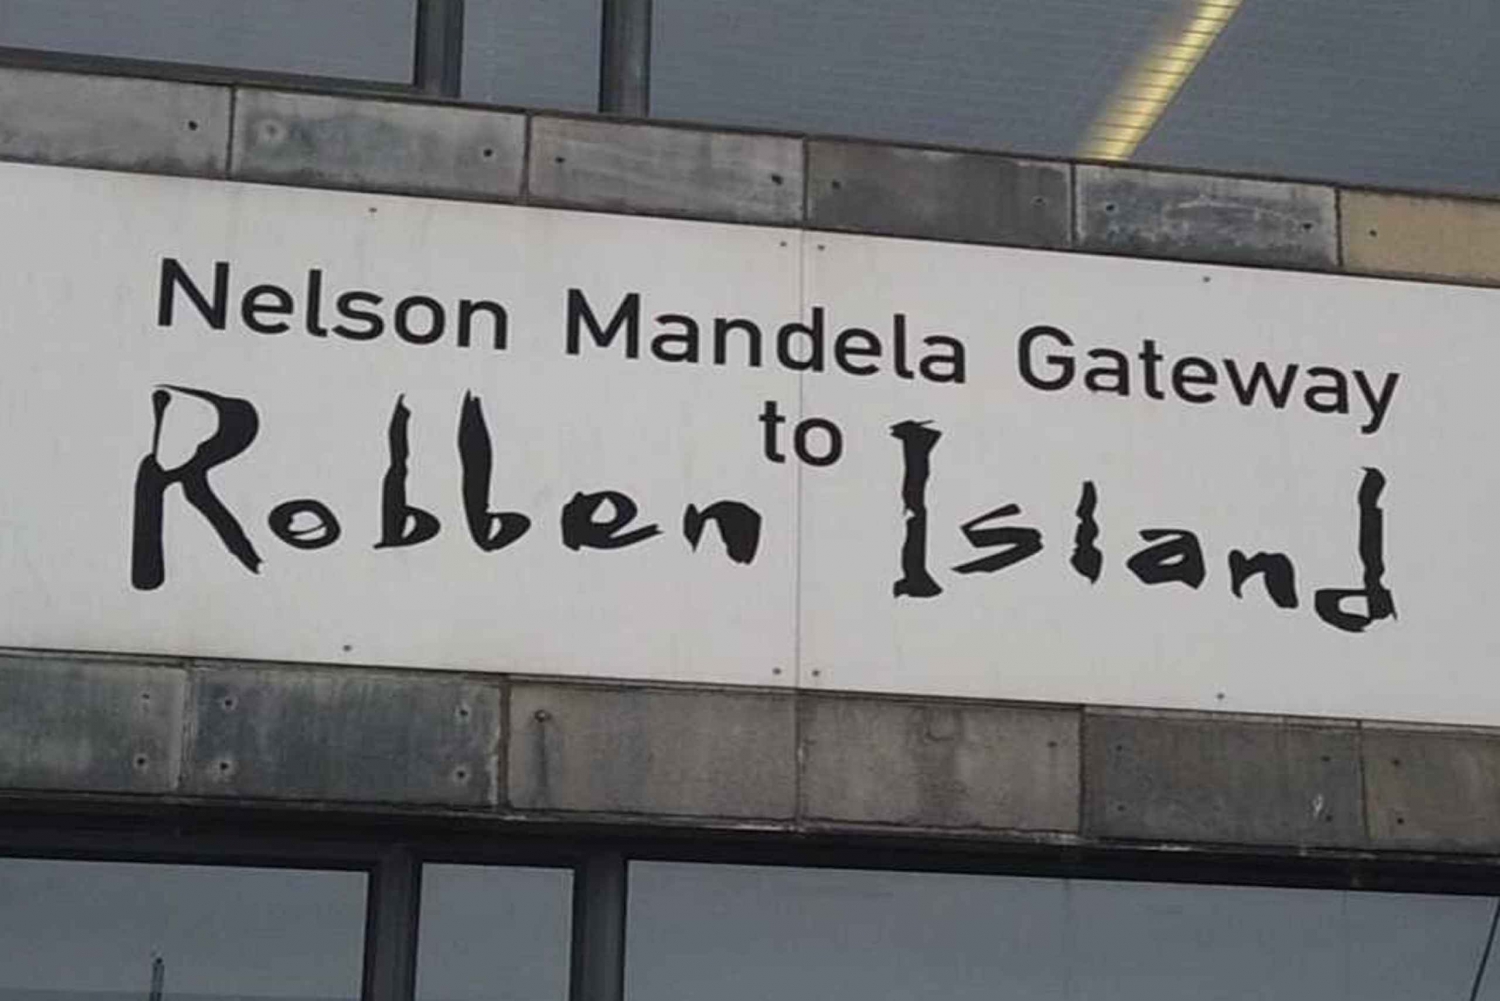 Nelson Mandela Gateway
to
Robben Island